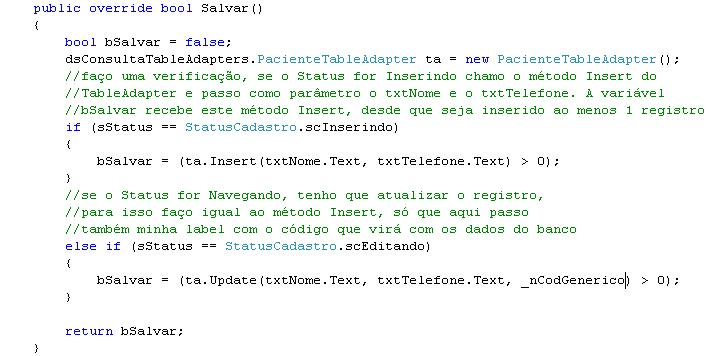 public override bool Salvar()
{
bool bSalvar = false;
dsConsultaTableAdapters.PacienteTableAdapter ta = new PacienteTableAdapter();
//faço uma verificação, se o Status for Inserindo chamo o método Insert do
//TableAdapter e passo como parâmetro o txtNome e o txtTelefone. A variável
//bSalvar recebe este método Insert, desde que seja inserido ao menos 1 registro
if (sStatus == StatusCadastro.scInserindo)
{
bSalvar = (ta.Insert(txtNome.Text, txtTelefone.Text) > 0);
}
//se o Status for Navegando, tenho que atualizar o registro,
//para isso faço igual ao método Insert, só que aqui passo
//também minha label com o código que virá com os dados do banco
else if (sStatus == StatusCadastro.scEditando)
{
bSalvar = (ta.Update(txtNome.Text, txtTelefone.Text, _nCodGenerico) > 0);
}
return bSalvar;
}